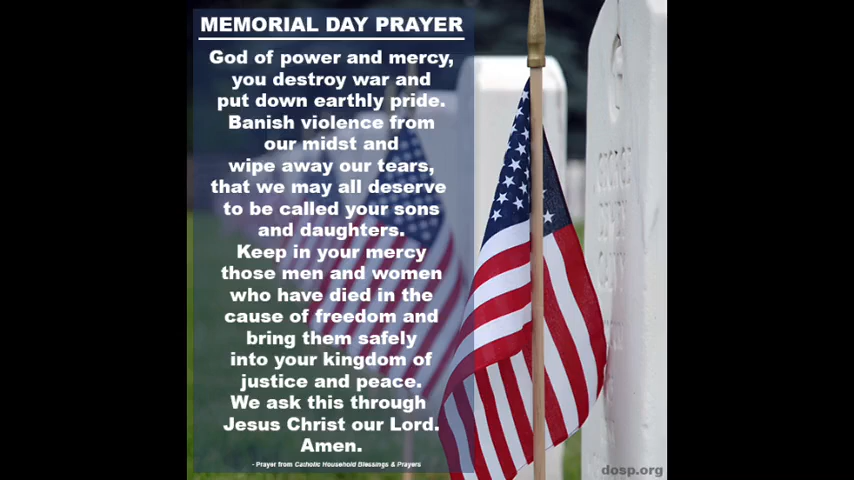 MEMORIAL DAY PRAYER
God of power and mercy,
you destroy war and
put down earthly pride.
Banish violence from
our midst and
wipe away our tears,
that we may all deserve
to be called your sons
and daughters.
Keep in your mercy
those men and women
who have died in the
cause of freedom and
bring them safely
into your kingdom of
justice and peace.
We ask this through
Jesus Christ our Lord.
Amen.
- Prayer from Catholic Household Blessings & Prayers
dosp.org